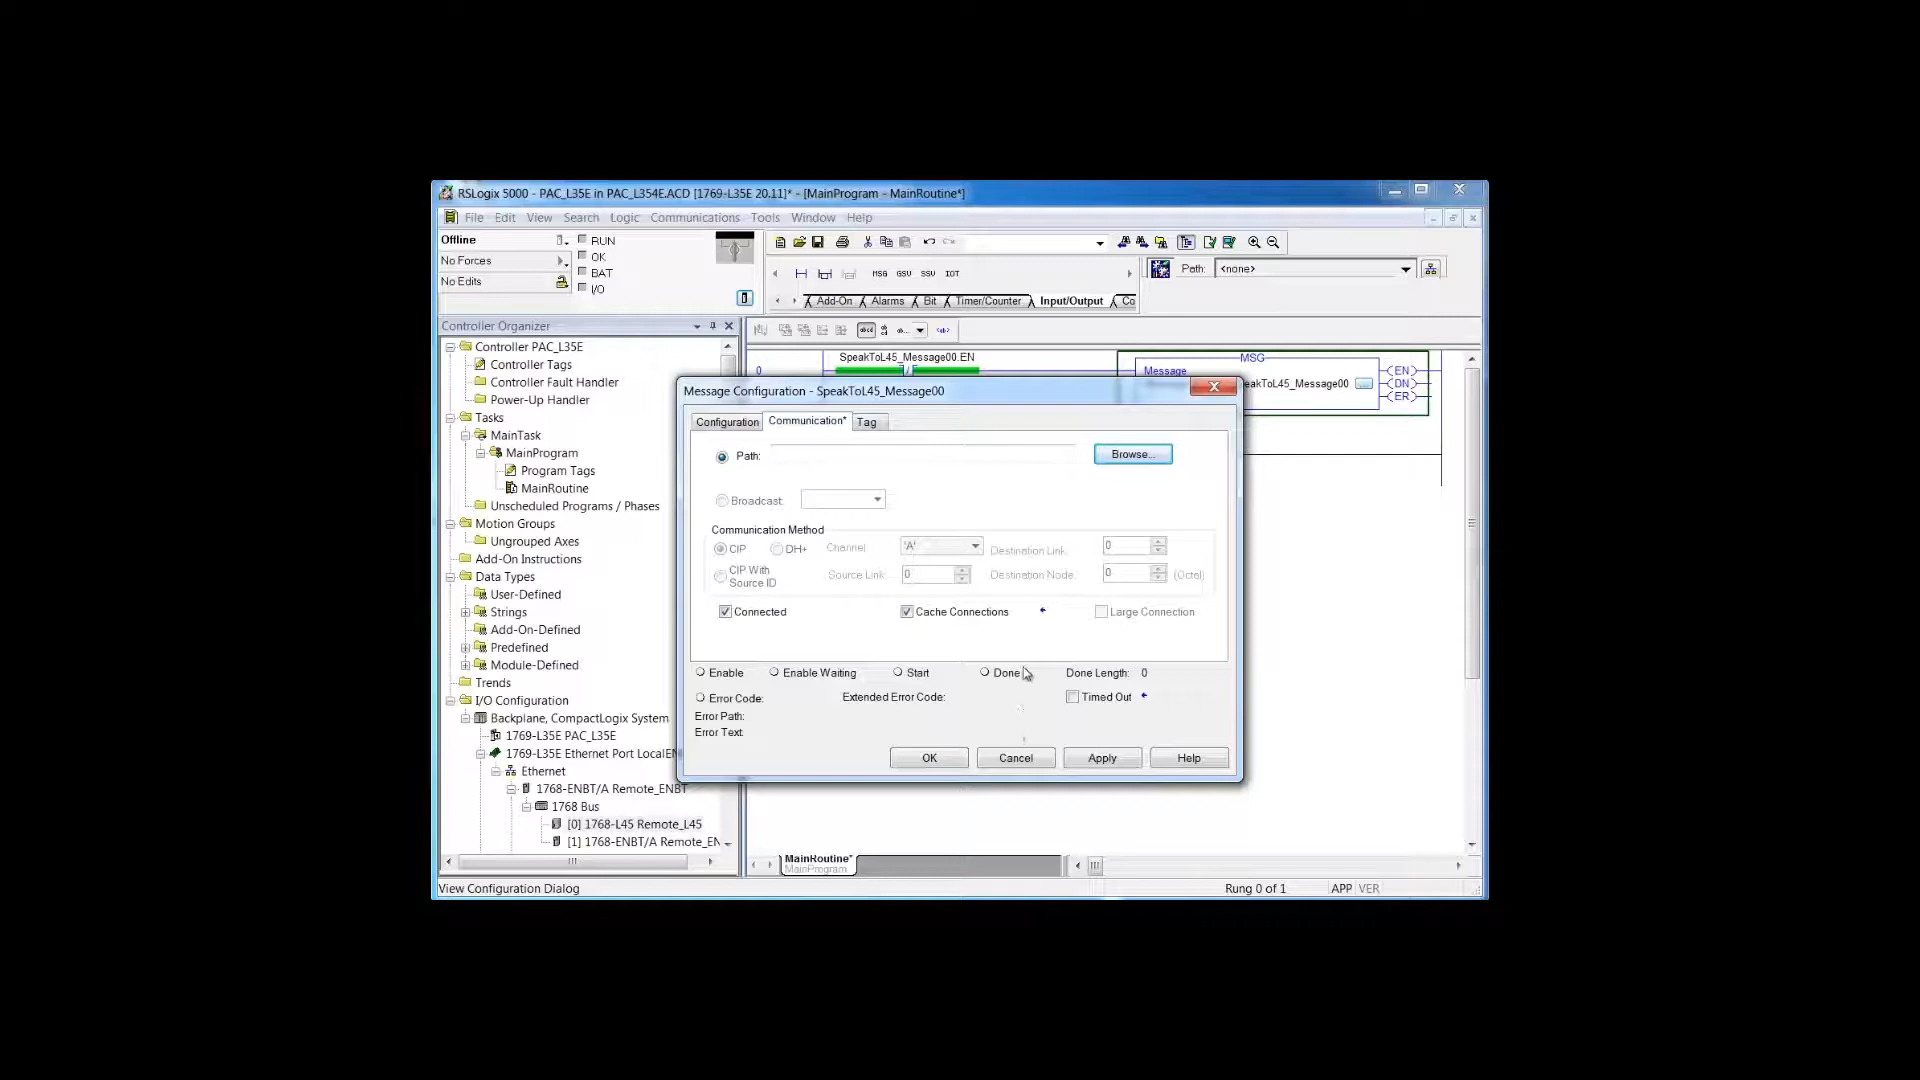 RSLogix 5000 - PAC_L35E in PAC_L354E.ACD [1769-L35E 20.11]* - [MainProgram - MainRoutine*]
File Edit View Search Logic Communications Tools Window Help
Offline
RUN
No Forces
OK
No Edits
BAT
I/O
MSG GSV SSV IOT
Path: <none>
Add-On Alarms Bit Timer/Counter Input/Output Co
Controller Organizer
Controller PAC_L35E
Controller Tags
Controller Fault Handler
Power-Up Handler
Tasks
MainTask
MainProgram
Program Tags
MainRoutine
Unscheduled Programs / Phases
Motion Groups
Ungrouped Axes
Add-On Instructions
Data Types
User-Defined
Strings
Add-On-Defined
Predefined
Module-Defined
Trends
I/O Configuration
Backplane, CompactLogix System
1769-L35E PAC_L35E
1769-L35E Ethernet Port LocalEN
Ethernet
1768-ENBT/A Remote_ENBT
1768 Bus
[0] 1768-L45 Remote_L45
[1] 1768-ENBT/A Remote_EN
0
SpeakToL45_Message00.EN
MSG
Message
eakToL45_Message00
EN
DN
ER
Message Configuration - SpeakToL45_Message00
Configuration Communication* Tag
Path:
Browse...
Broadcast:
Communication Method
CIP DH+ Channel: 'A' Destination Link: 0
CIP With Source ID Source Link: 0 Destination Node: 0 (Octal)
Connected Cache Connections Large Connection
Enable Enable Waiting Start Done Done Length: 0
Error Code: Extended Error Code: Timed Out
Error Path:
Error Text:
OK Cancel Apply Help
MainRoutine*
MainProgram
View Configuration Dialog
Rung 0 of 1 APP VER